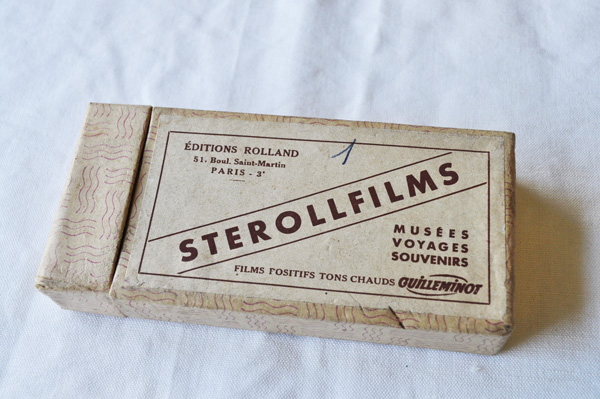 ÉDITIONS ROLLAND
51. Boul. Saint-Martin
PARIS - 3ᵉ
1
STEROLLFILMS
MUSÉES
VOYAGES
SOUVENIRS
FILMS POSITIFS TONS CHAUDS GUILLEMINOT